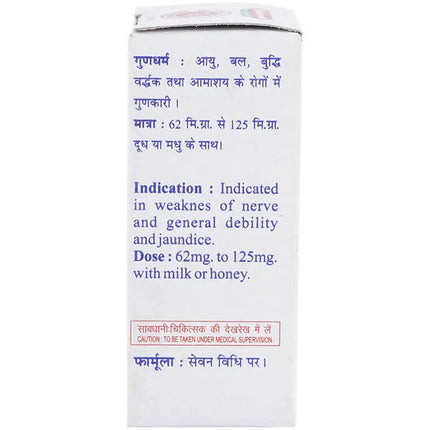 गुणधर्म : आयु, बल, बुद्धि
वर्द्धक तथा आमाशय के रोगों में
गुणकारी ।
मात्रा : 62 मि.ग्रा. से 125 मि.ग्रा.
दूध या मधु के साथ।
Indication : Indicated
in weaknes of nerve
and general debility
and jaundice.
Dose : 62mg. to 125mg.
with milk or honey.
सावधानी:चिकित्सक की देखरेख में लें
CAUTION : TO BE TAKEN UNDER MEDICAL SUPERVISION.
फार्मूला : सेवन विधि पर।